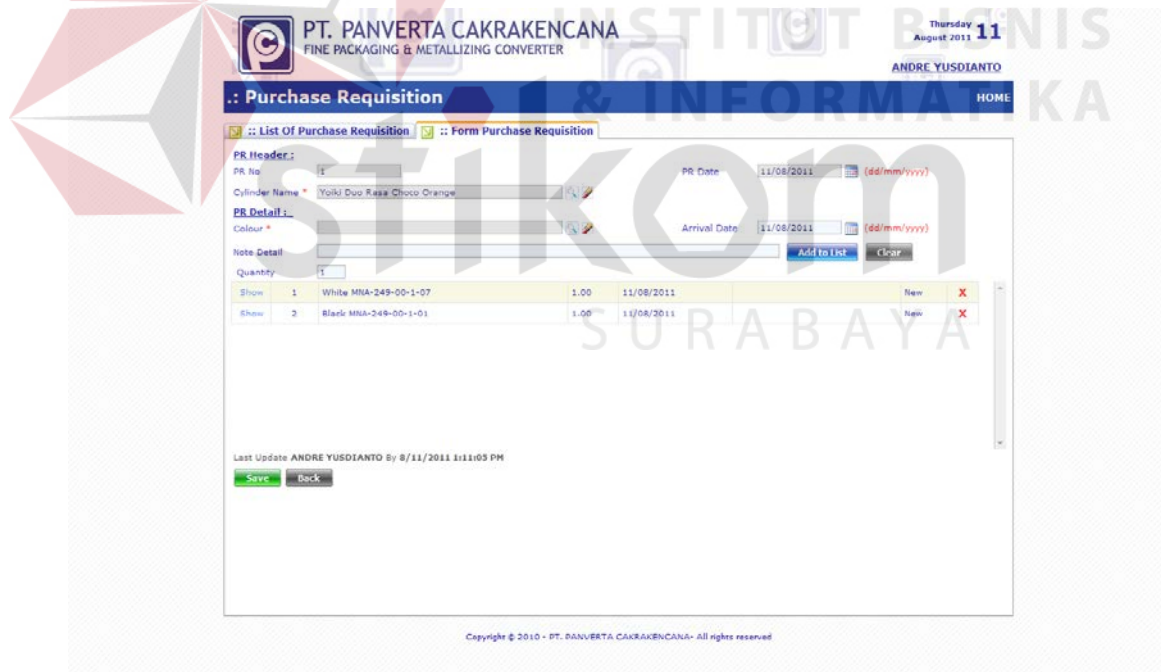 PT. PANVERTA CAKRAKENCANA
FINE PACKAGING & METALLIZING CONVERTER
Thursday 11
August 2011
ANDRE YUSDIANTO
INSTITUT BISNIS
& INFORMATIKA
stikom
SURABAYA
.: Purchase Requisition
HOME
:: List Of Purchase Requisition :: Form Purchase Requisition
PR Header :
PR No 1 PR Date 11/08/2011 (dd/mm/yyyy)
Cylinder Name * Yoiki Duo Rasa Choco Orange
PR Detail :
Colour * Arrival Date 11/08/2011 (dd/mm/yyyy)
Note Detail Add to List Clear
Quantity 1
Show 1 White MNA-249-00-1-07 1.00 11/08/2011 New X
Show 2 Black MNA-249-00-1-01 1.00 11/08/2011 New X
Last Update ANDRE YUSDIANTO By 8/11/2011 1:11:05 PM
Save Back
Copyright © 2010 - PT. PANVERTA CAKRAKENCANA- All rights reserved